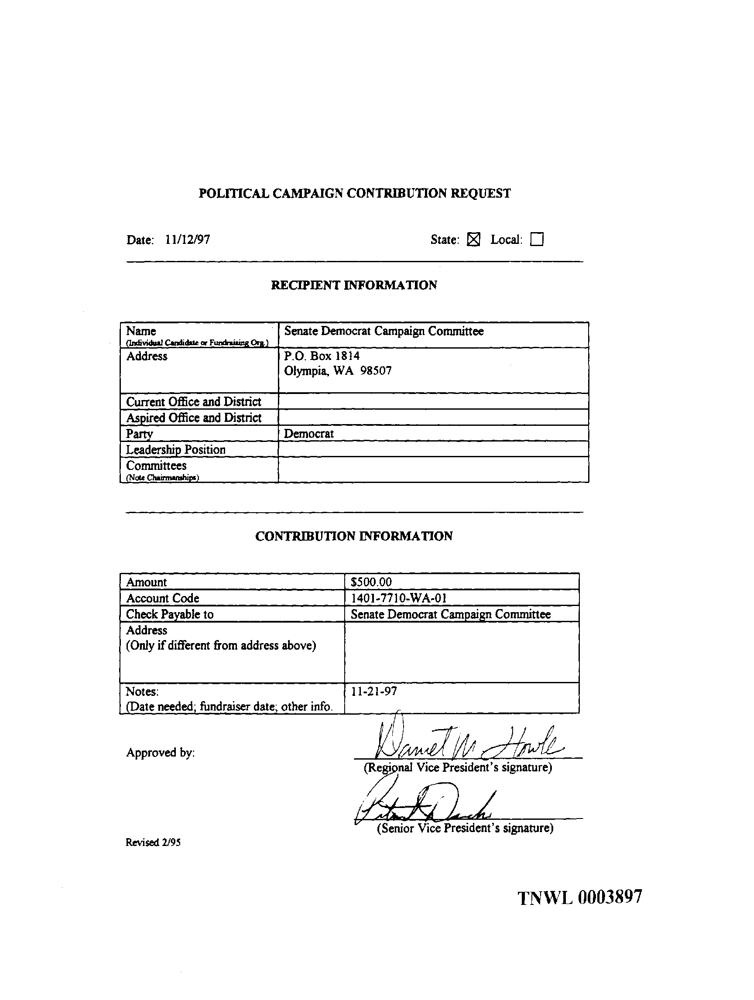 POLITICAL CAMPAIGN CONTRIBUTION REQUEST
Date: 11/12/97 State: ☒ Local: ☐
RECIPIENT INFORMATION
Name Senate Democrat Campaign Committee
(Individual Candidate or Fundraising Org.)
Address P.O. Box 1814
Olympia, WA 98507
Current Office and District
Aspired Office and District
Party Democrat
Leadership Position
Committees
(Note Chairmanships)
CONTRIBUTION INFORMATION
Amount $500.00
Account Code 1401-7710-WA-01
Check Payable to Senate Democrat Campaign Committee
Address
(Only if different from address above)
Notes: 11-21-97
(Date needed; fundraiser date; other info.
Daniel M Howle
Approved by:
(Regional Vice President's signature)
(Senior Vice President's signature)
Revised 2/95
TNWL 0003897